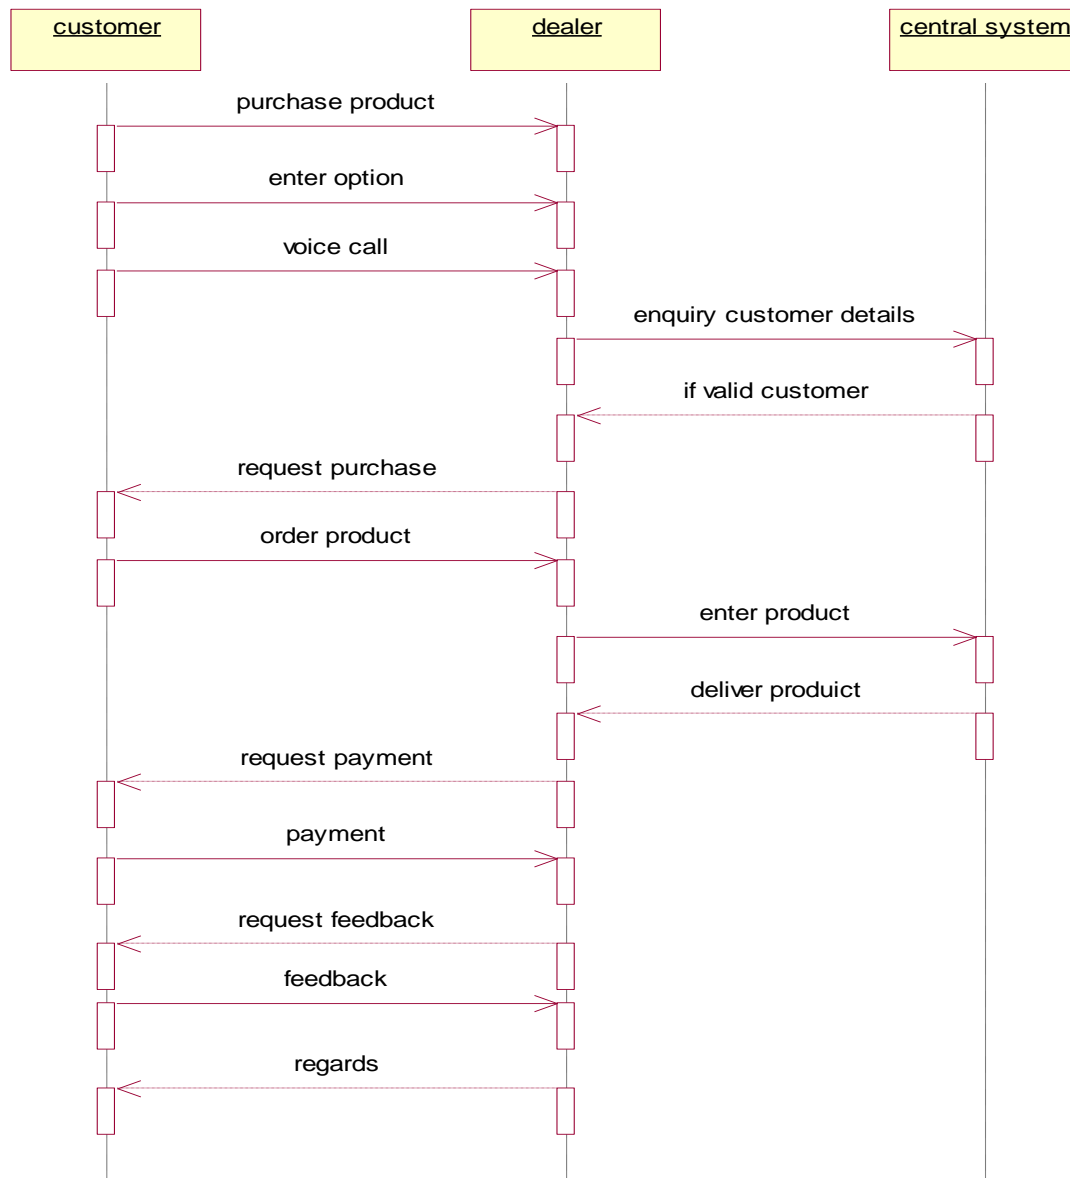 customer
dealer
central system
purchase product
enter option
voice call
enquiry customer details
if valid customer
request purchase
order product
enter product
deliver produict
request payment
payment
request feedback
feedback
regards